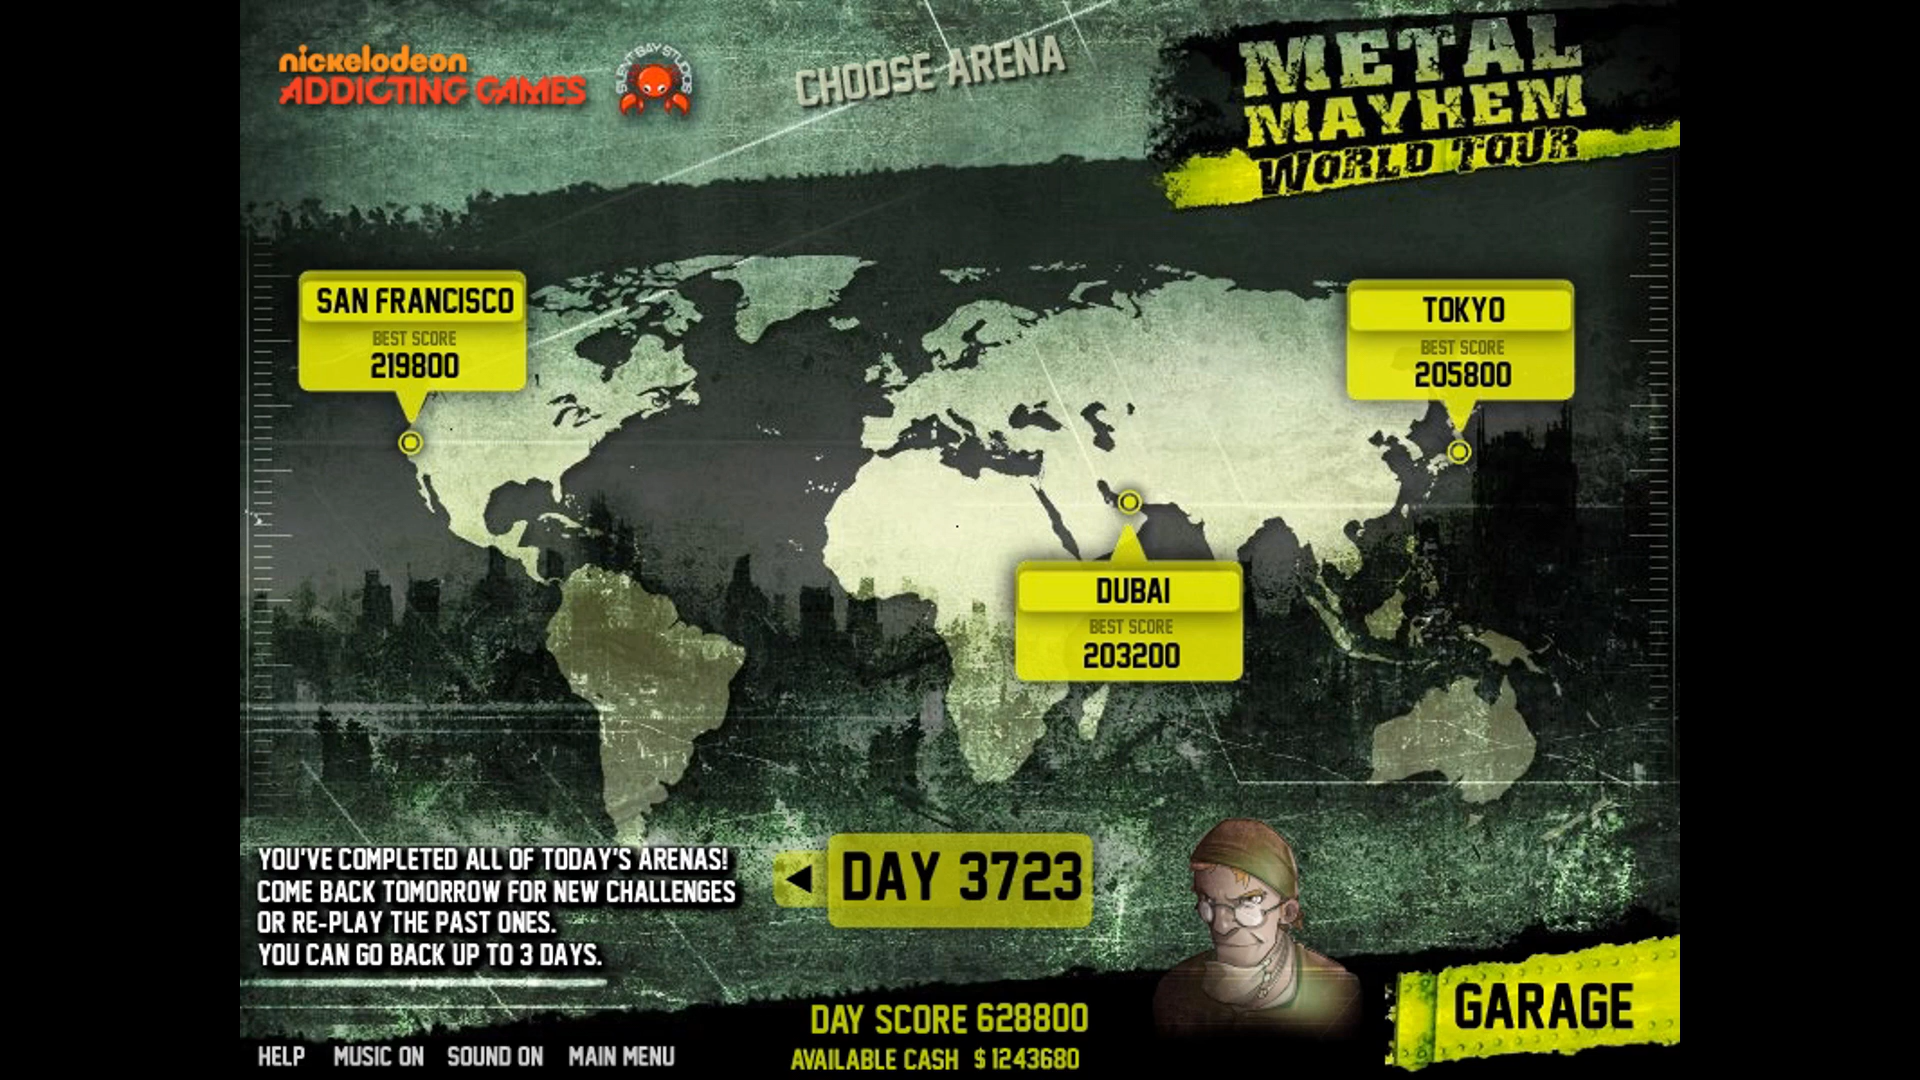 nickelodeon
ADDICTING GAMES
SILENT BAY STUDIOS
CHOOSE ARENA
METAL
MAYHEM
WORLD TOUR
SAN FRANCISCO
BEST SCORE
219800
TOKYO
BEST SCORE
205800
DUBAI
BEST SCORE
203200
YOU'VE COMPLETED ALL OF TODAY'S ARENAS!
COME BACK TOMORROW FOR NEW CHALLENGES
OR RE-PLAY THE PAST ONES.
YOU CAN GO BACK UP TO 3 DAYS.
DAY 3723
GARAGE
DAY SCORE 628800
AVAILABLE CASH $ 1243680
HELP MUSIC ON SOUND ON MAIN MENU